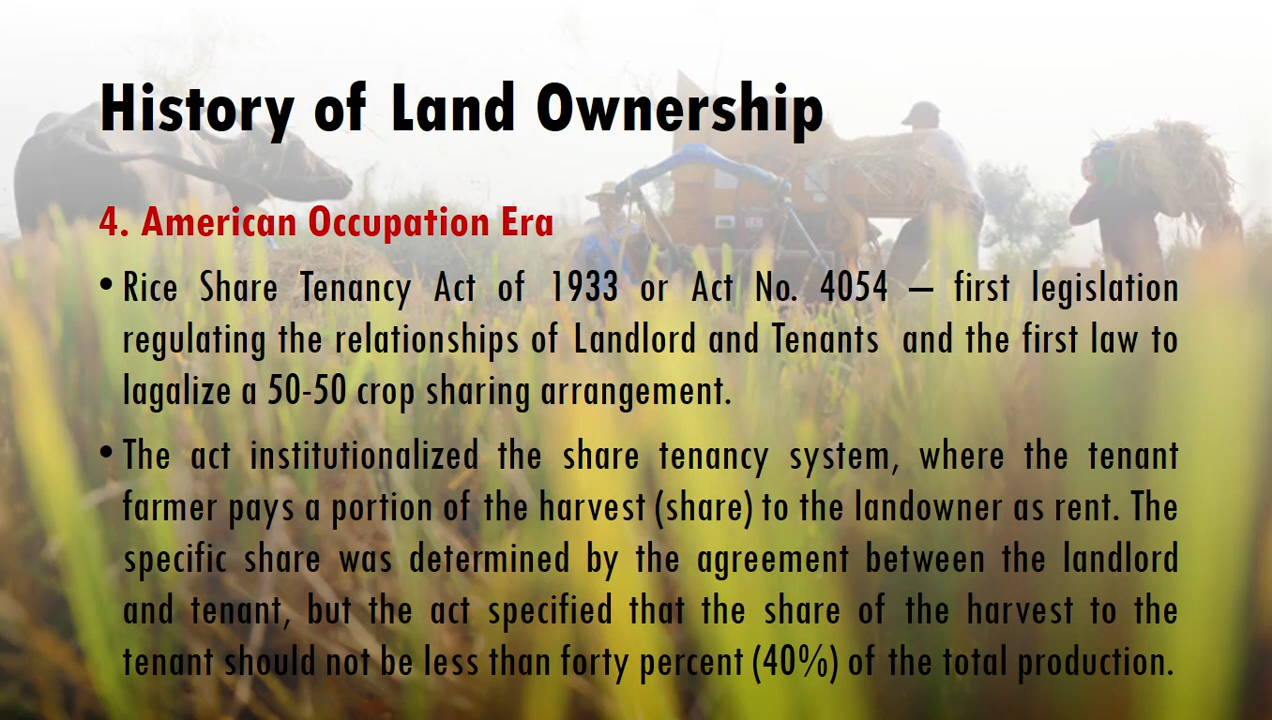 History of Land Ownership
4. American Occupation Era
• Rice Share Tenancy Act of 1933 or Act No. 4054 – first legislation
regulating the relationships of Landlord and Tenants and the first law to
lagalize a 50-50 crop sharing arrangement.
• The act institutionalized the share tenancy system, where the tenant
farmer pays a portion of the harvest (share) to the landowner as rent. The
specific share was determined by the agreement between the landlord
and tenant, but the act specified that the share of the harvest to the
tenant should not be less than forty percent (40%) of the total production.